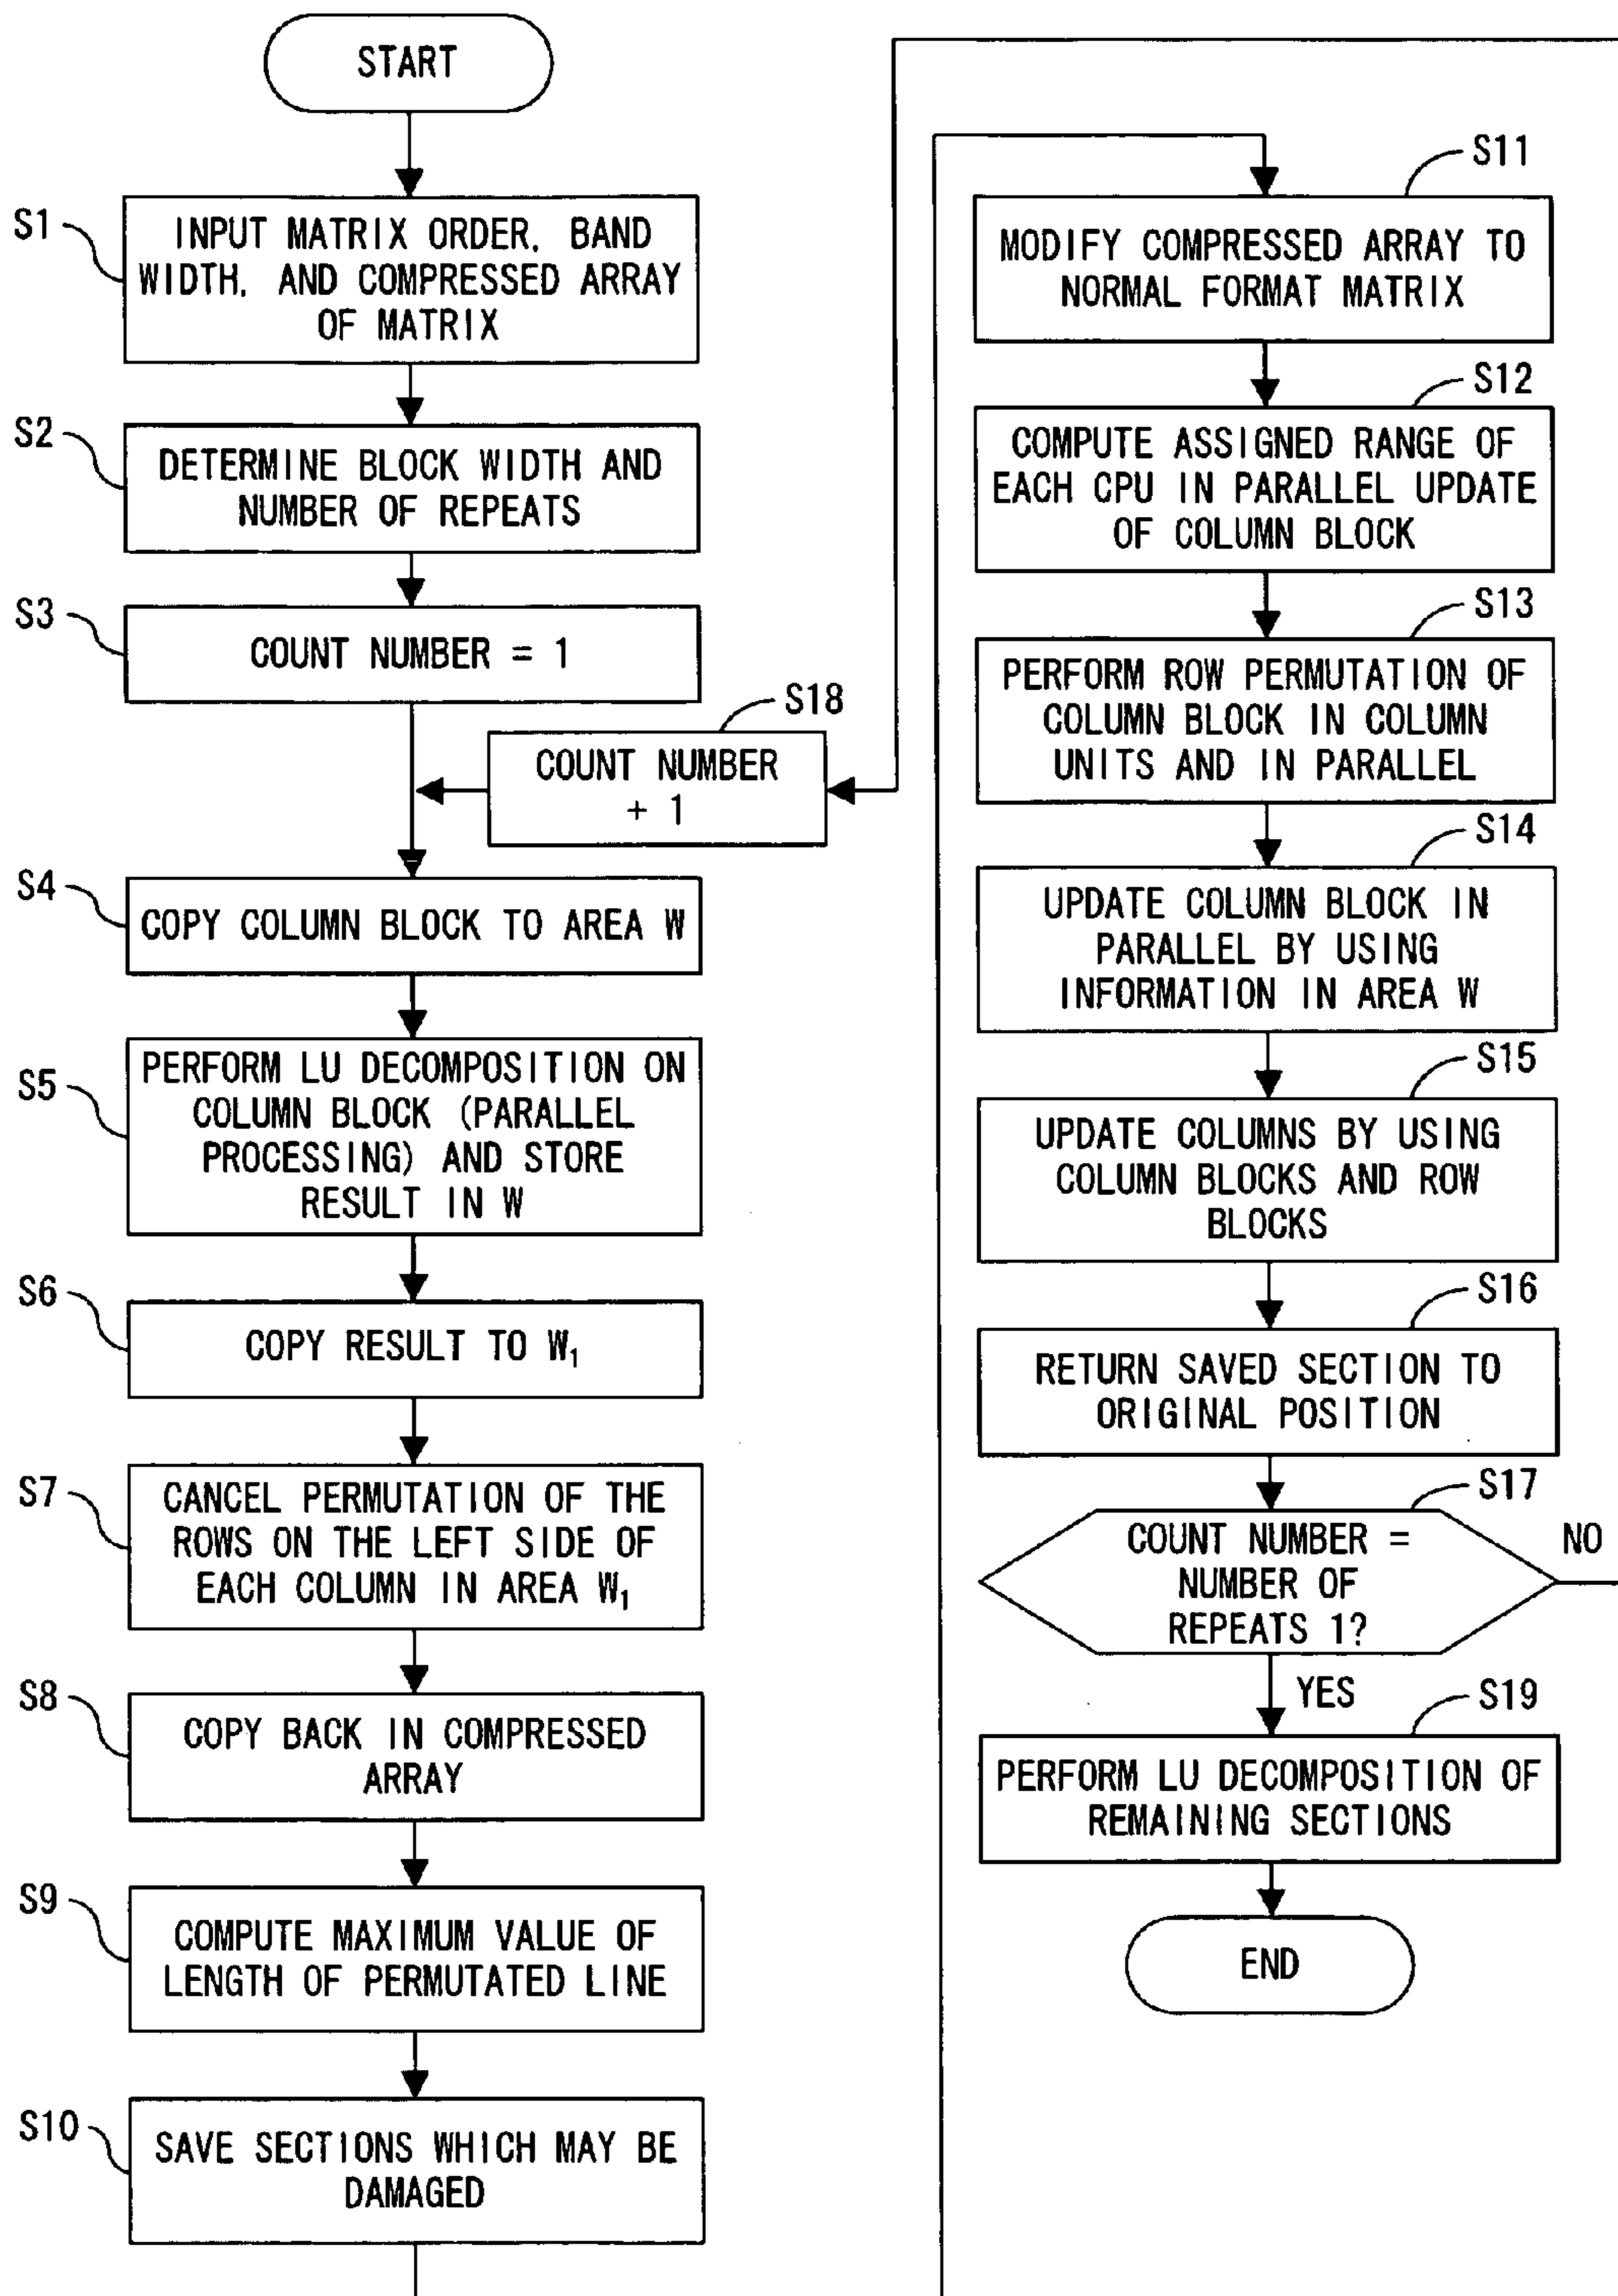 START
S1
INPUT MATRIX ORDER, BAND
WIDTH, AND COMPRESSED ARRAY
OF MATRIX
S2
DETERMINE BLOCK WIDTH AND
NUMBER OF REPEATS
S3
COUNT NUMBER = 1
S18
COUNT NUMBER
+ 1
S4
COPY COLUMN BLOCK TO AREA W
S5
PERFORM LU DECOMPOSITION ON
COLUMN BLOCK (PARALLEL
PROCESSING) AND STORE
RESULT IN W
S6
COPY RESULT TO W₁
S7
CANCEL PERMUTATION OF THE
ROWS ON THE LEFT SIDE OF
EACH COLUMN IN AREA W₁
S8
COPY BACK IN COMPRESSED
ARRAY
S9
COMPUTE MAXIMUM VALUE OF
LENGTH OF PERMUTATED LINE
S10
SAVE SECTIONS WHICH MAY BE
DAMAGED
S11
MODIFY COMPRESSED ARRAY TO
NORMAL FORMAT MATRIX
S12
COMPUTE ASSIGNED RANGE OF
EACH CPU IN PARALLEL UPDATE
OF COLUMN BLOCK
S13
PERFORM ROW PERMUTATION OF
COLUMN BLOCK IN COLUMN
UNITS AND IN PARALLEL
S14
UPDATE COLUMN BLOCK IN
PARALLEL BY USING
INFORMATION IN AREA W
S15
UPDATE COLUMNS BY USING
COLUMN BLOCKS AND ROW
BLOCKS
S16
RETURN SAVED SECTION TO
ORIGINAL POSITION
S17
COUNT NUMBER =
NUMBER OF
REPEATS 1?
NO
YES
S19
PERFORM LU DECOMPOSITION OF
REMAINING SECTIONS
END